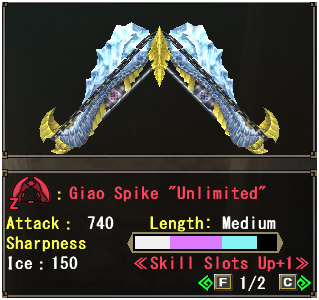 Z : Giao Spike "Unlimited"
Attack : 740 Length: Medium
Sharpness
Ice : 150 ≪Skill Slots Up+1≫
F 1/2 C